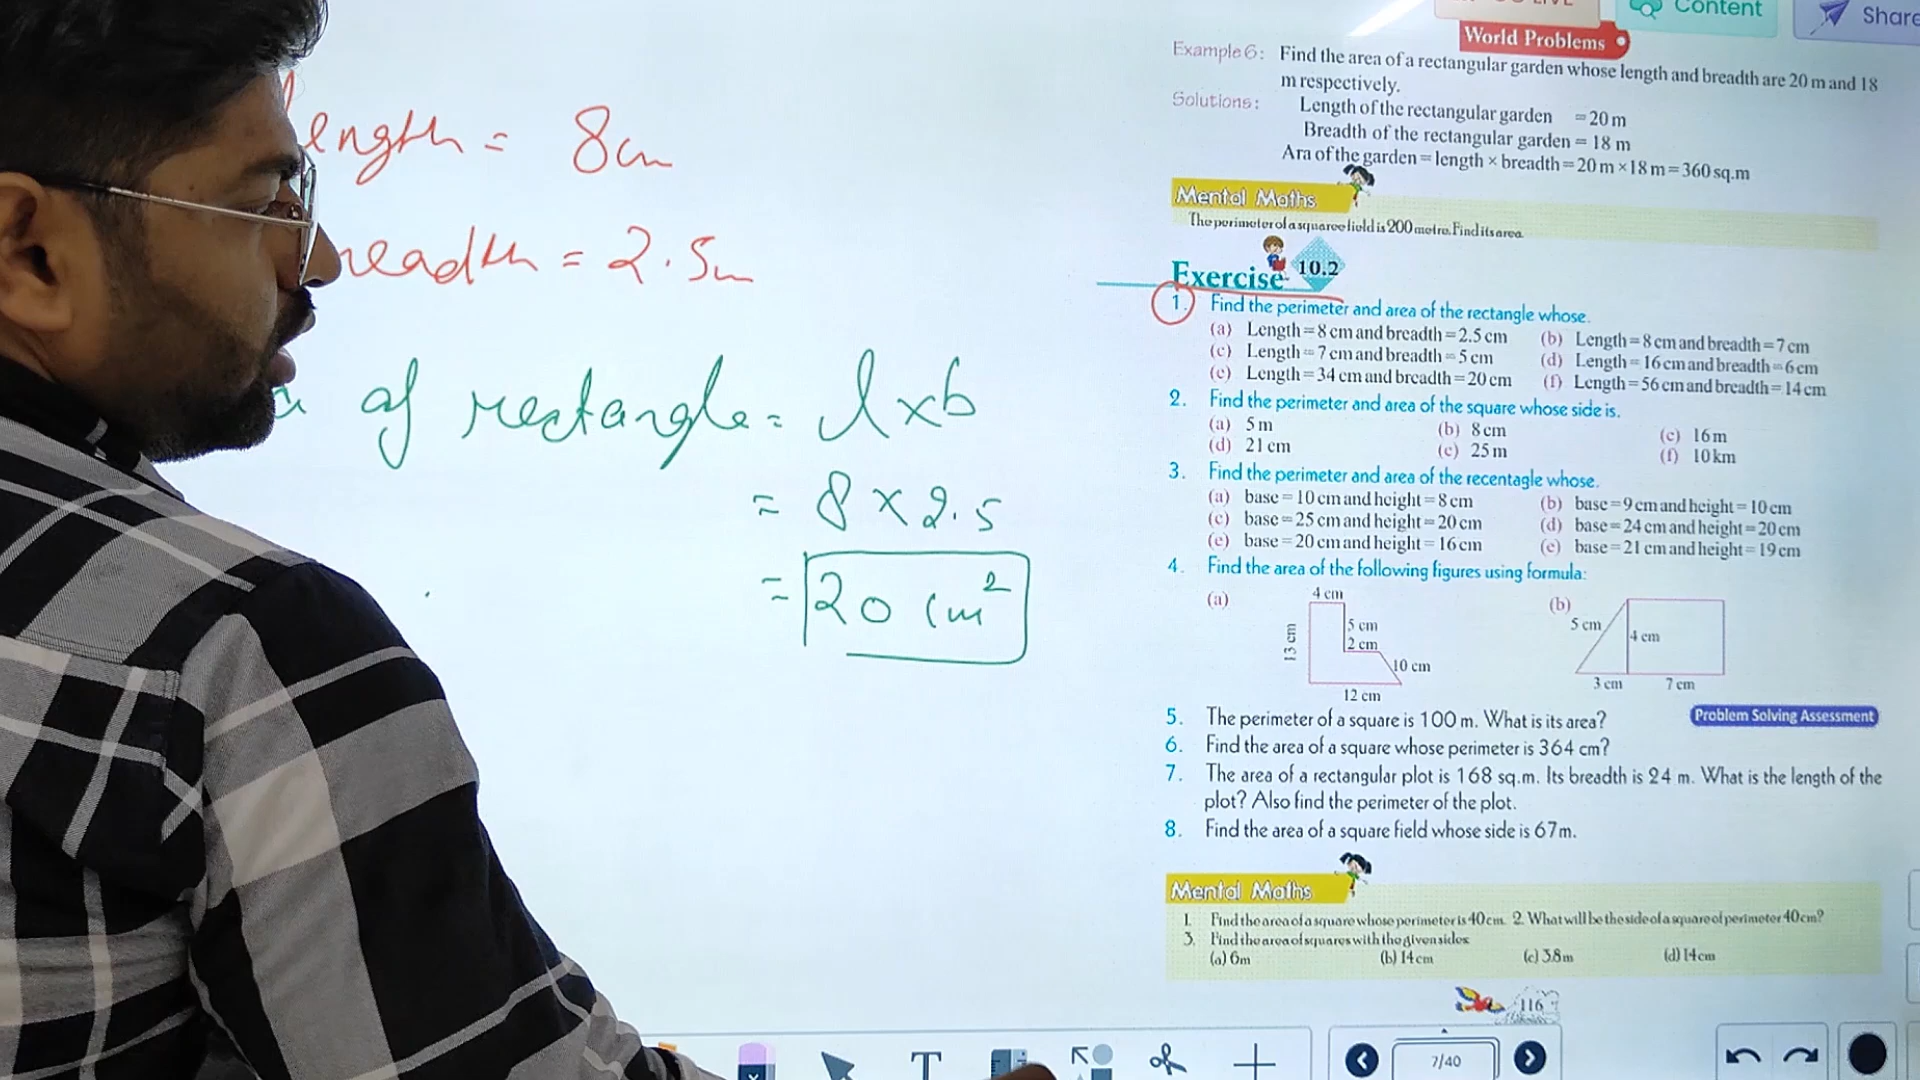 length = 8cm
readth = 2.5m
of rectangle = l x b
= 8 x 2.5
= 20 cm²
Content
Share
World Problems
Example 6: Find the area of a rectangular garden whose length and breadth are 20 m and 18
m respectively.
Solutions: Length of the rectangular garden = 20 m
Breadth of the rectangular garden = 18 m
Ara of the garden = length × breadth = 20 m × 18 m = 360 sq.m
Mental Maths
The perimeter of a square field is 200 metre. Find its area.
Exercise 10.2
1. Find the perimeter and area of the rectangle whose.
(a) Length = 8 cm and breadth = 2.5 cm (b) Length = 8 cm and breadth = 7 cm
(c) Length = 7 cm and breadth = 5 cm (d) Length = 16 cm and breadth = 6 cm
(e) Length = 34 cm and breadth = 20 cm (f) Length = 56 cm and breadth = 14 cm
2. Find the perimeter and area of the square whose side is.
(a) 5 m (b) 8 cm (c) 16 m
(d) 21 cm (e) 25 m (f) 10 km
3. Find the perimeter and area of the recentagle whose.
(a) base = 10 cm and height = 8 cm (b) base = 9 cm and height = 10 cm
(c) base = 25 cm and height = 20 cm (d) base = 24 cm and height = 20 cm
(e) base = 20 cm and height = 16 cm (e) base = 21 cm and height = 19 cm
4. Find the area of the following figures using formula:
(a) 4 cm 13 cm 5 cm 2 cm 10 cm 12 cm
(b) 5 cm 4 cm 3 cm 7 cm
5. The perimeter of a square is 100 m. What is its area? Problem Solving Assessment
6. Find the area of a square whose perimeter is 364 cm?
7. The area of a rectangular plot is 168 sq.m. Its breadth is 24 m. What is the length of the
plot? Also find the perimeter of the plot.
8. Find the area of a square field whose side is 67m.
Mental Maths
1. Find the area of a square whose perimeter is 40 cm. 2. What will be the side of a square of perimeter 40 cm?
3. Find the area of squares with the given sides
(a) 6m (b) 14 cm (c) 3.8 m (d) 14 cm
116
T
7/40